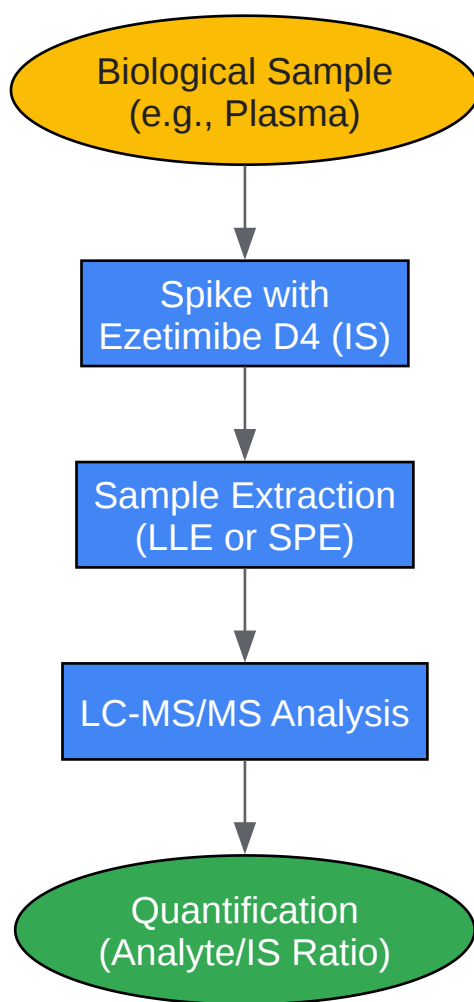 Biological Sample
(e.g., Plasma)
Spike with
Ezetimibe D4 (IS)
Sample Extraction
(LLE or SPE)
LC-MS/MS Analysis
Quantification
(Analyte/IS Ratio)